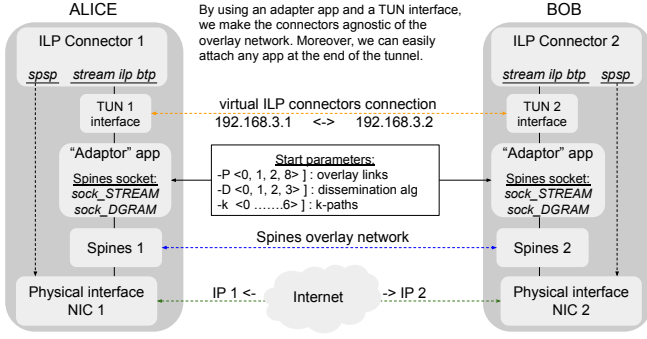 ALICE
By using an adapter app and a TUN interface,
we make the connectors agnostic of the
overlay network. Moreover, we can easily
attach any app at the end of the tunnel.
BOB
ILP Connector 1
spsp stream ilp btp
ILP Connector 2
stream ilp btp spsp
TUN 1
interface
virtual ILP connectors connection
192.168.3.1 <-> 192.168.3.2
TUN 2
interface
“Adaptor” app
Spines socket:
sock_STREAM
sock_DGRAM
Start parameters:
-P <0, 1, 2, 8> ] : overlay links
-D <0, 1, 2, 3> ] : dissemination alg
-k <0 .......6> ] : k-paths
“Adaptor” app
Spines socket:
sock_STREAM
sock_DGRAM
Spines 1
Spines overlay network
Spines 2
Physical interface
NIC 1
IP 1 <- Internet -> IP 2
Physical interface
NIC 2